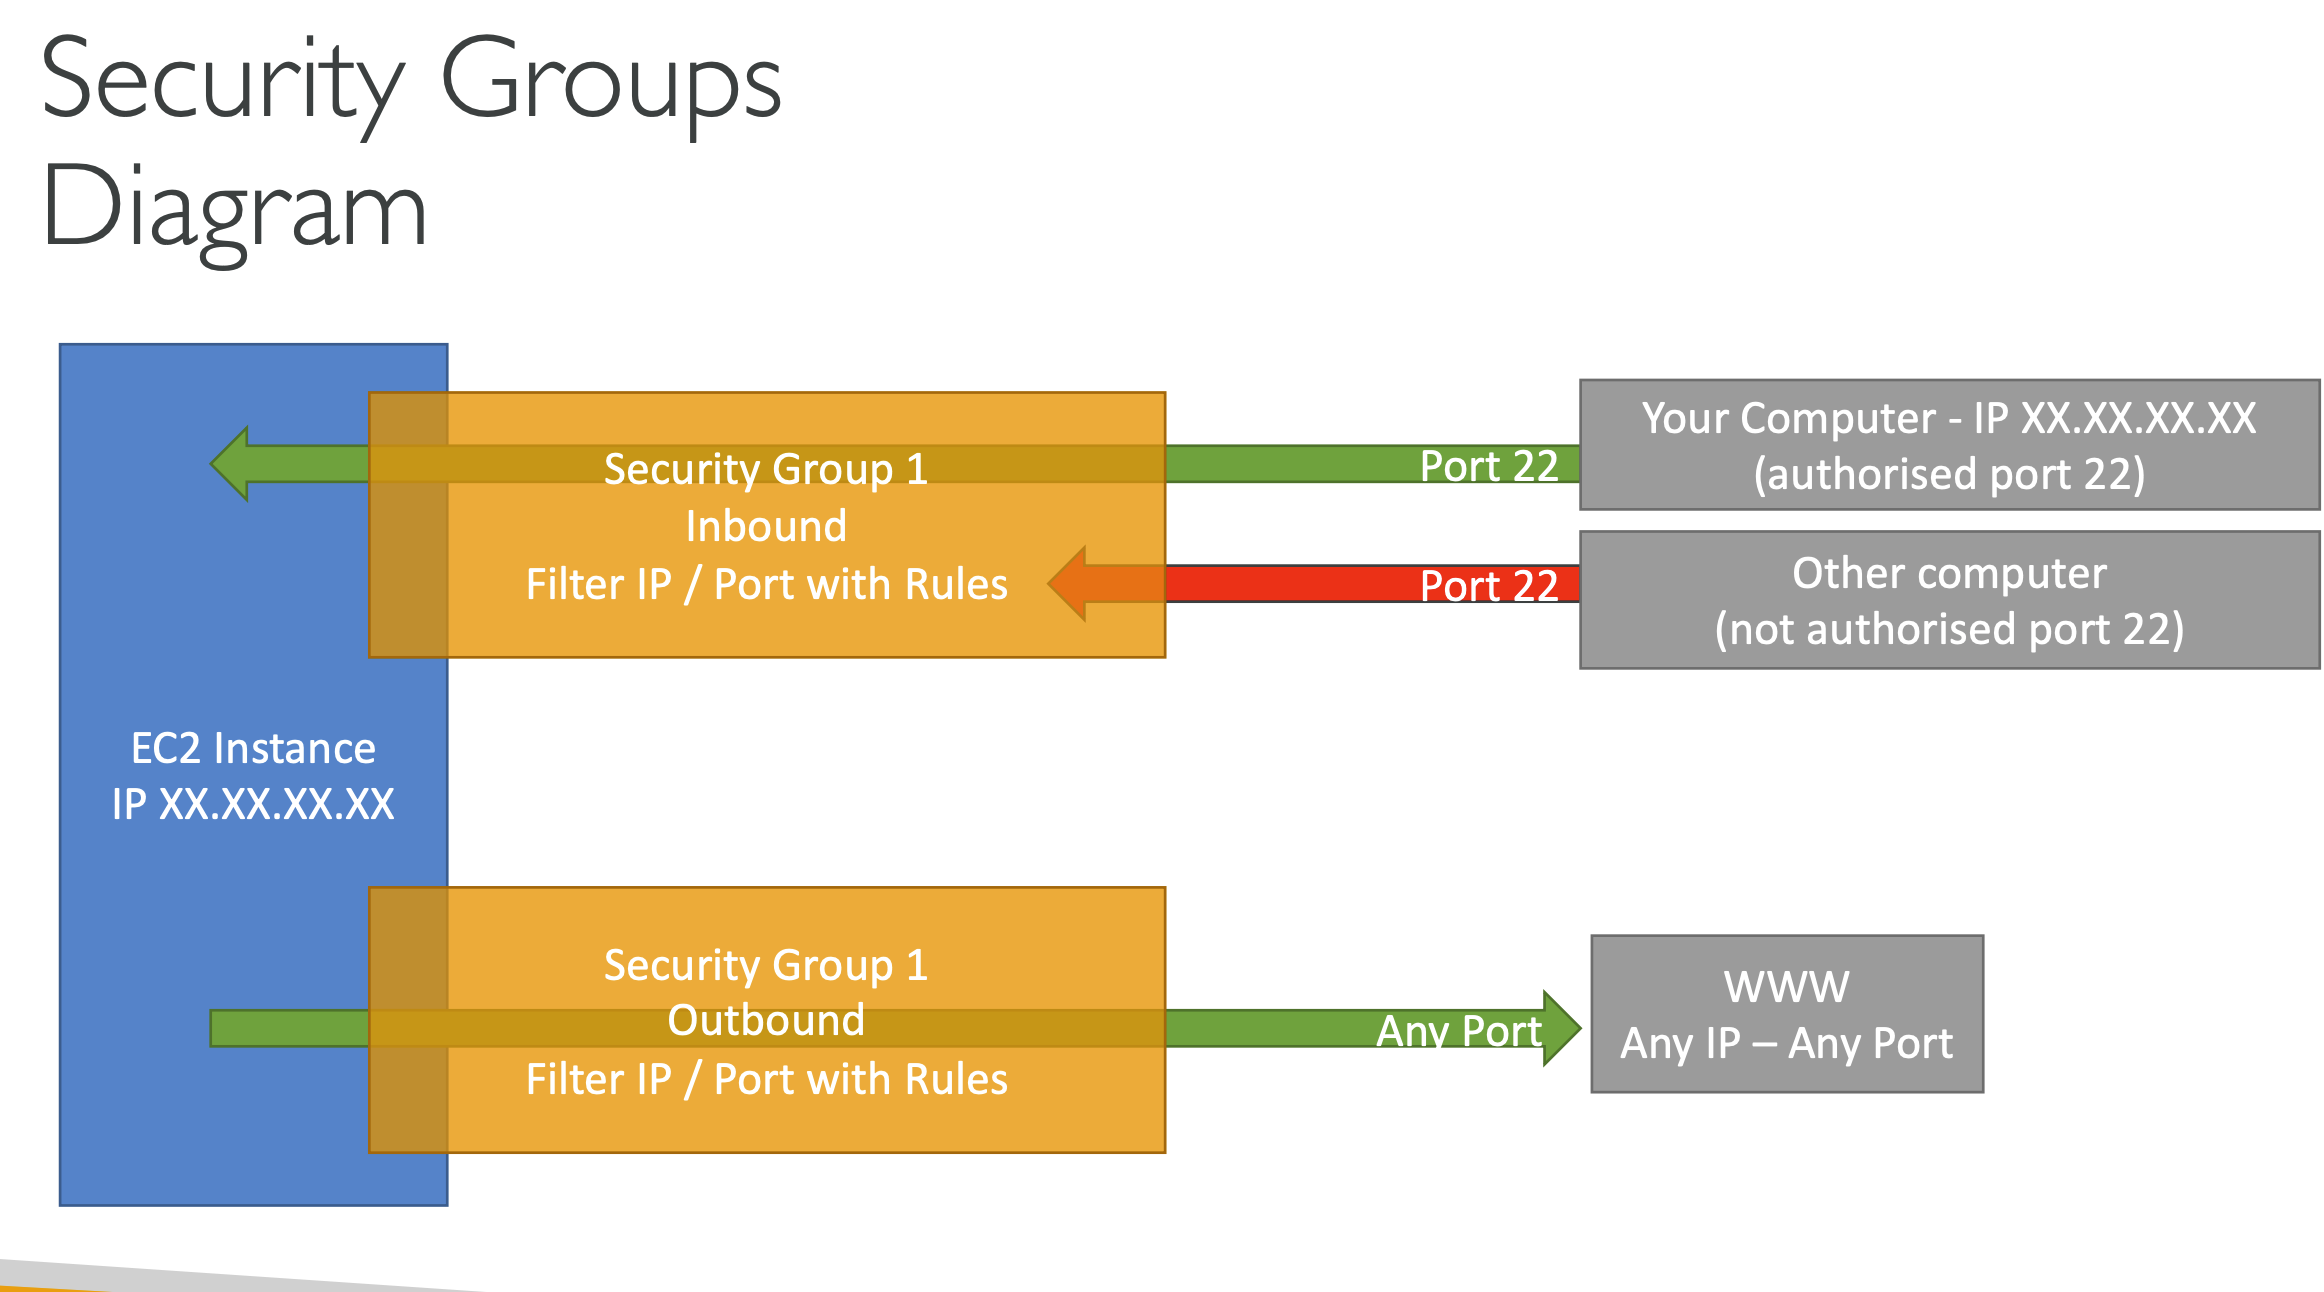 Security Groups
Diagram
Your Computer - IP XX.XX.XX.XX
(authorised port 22)
Port 22
Security Group 1
Inbound
Filter IP / Port with Rules
Port 22
Other computer
(not authorised port 22)
EC2 Instance
IP XX.XX.XX.XX
Security Group 1
Outbound
Filter IP / Port with Rules
Any Port
WWW
Any IP – Any Port